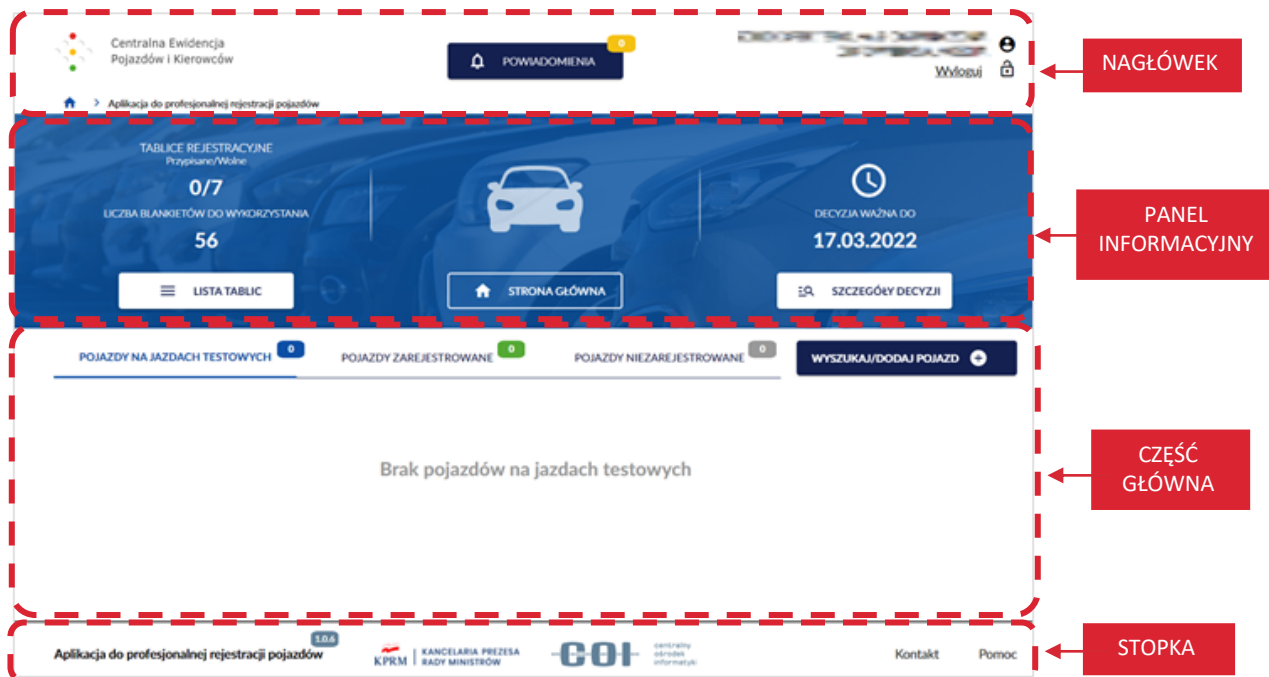 Centralna Ewidencja
Pojazdów i Kierowców
0
POWIADOMIENIA
Wyloguj
NAGŁÓWEK
> Aplikacja do profesjonalnej rejestracji pojazdów
TABLICE REJESTRACYJNE
Przypisane/Wolne
0/7
LICZBA BLANKIETÓW DO WYKORZYSTANIA
56
LISTA TABLIC
STRONA GŁÓWNA
DECYZJA WAŻNA DO
17.03.2022
SZCZEGÓŁY DECYZJI
PANEL
INFORMACYJNY
POJAZDY NA JAZDACH TESTOWYCH 0
POJAZDY ZAREJESTROWANE 0
POJAZDY NIEZAREJESTROWANE 0
WYSZUKAJ/DODAJ POJAZD
Brak pojazdów na jazdach testowych
CZĘŚĆ
GŁÓWNA
Aplikacja do profesjonalnej rejestracji pojazdów 1.0.6
KPRM
KANCELARIA PREZESA
RADY MINISTRÓW
COI
centralny
ośrodek
informatyki
Kontakt
Pomoc
STOPKA